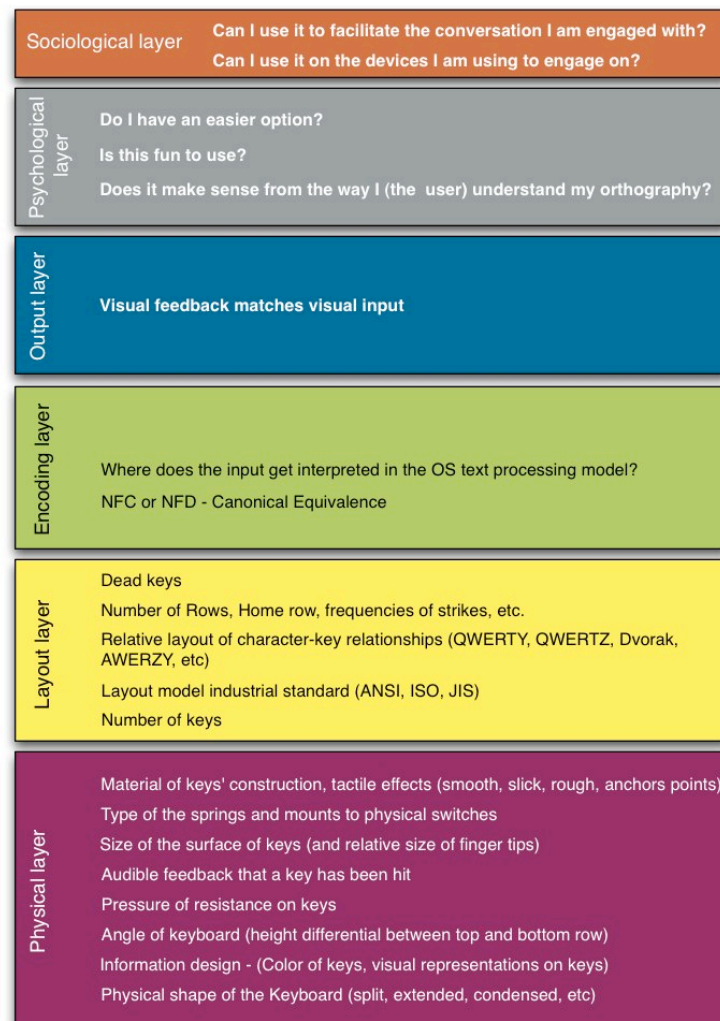 Sociological layer
Can I use it to facilitate the conversation I am engaged with?
Can I use it on the devices I am using to engage on?
Psychological
layer
Do I have an easier option?
Is this fun to use?
Does it make sense from the way I (the  user) understand my orthography?
Output layer
Visual feedback matches visual input
Encoding layer
Where does the input get interpreted in the OS text processing model?
NFC or NFD - Canonical Equivalence
Layout layer
Dead keys
Number of Rows, Home row, frequencies of strikes, etc.
Relative layout of character-key relationships (QWERTY, QWERTZ, Dvorak,
AWERZY, etc)
Layout model industrial standard (ANSI, ISO, JIS)
Number of keys
Physical layer
Material of keys' construction, tactile effects (smooth, slick, rough, anchors points)
Type of the springs and mounts to physical switches
Size of the surface of keys (and relative size of finger tips)
Audible feedback that a key has been hit
Pressure of resistance on keys
Angle of keyboard (height differential between top and bottom row)
Information design - (Color of keys, visual representations on keys)
Physical shape of the Keyboard (split, extended, condensed, etc)